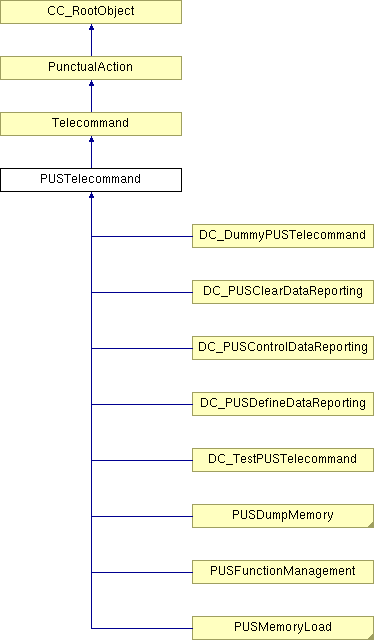 CC_RootObject
PunctualAction
Telecommand
PUSTelecommand
DC_DummyPUSTelecommand
DC_PUSClearDataReporting
DC_PUSControlDataReporting
DC_PUSDefineDataReporting
DC_TestPUSTelecommand
PUSDumpMemory
PUSFunctionManagement
PUSMemoryLoad